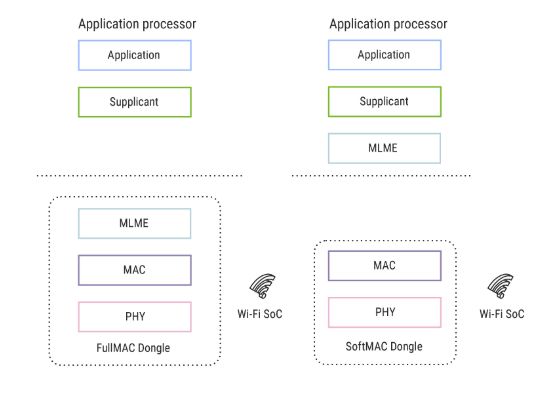 Application processor
Application
Supplicant
MLME
MAC
PHY
FullMAC Dongle
Wi-Fi SoC
Application processor
Application
Supplicant
MLME
MAC
PHY
SoftMAC Dongle
Wi-Fi SoC